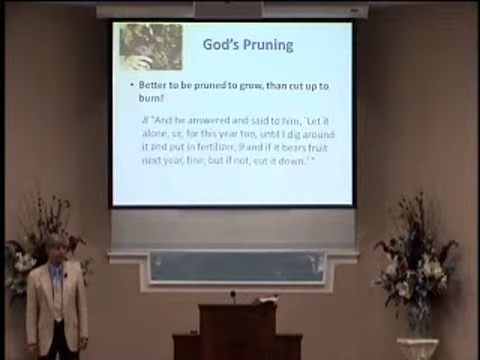 God's Pruning
• Better to be pruned to grow, than cut up to
burn?
8 "And he answered and said to him, 'Let it
alone, sir, for this year too, until I dig around
it and put in fertilizer; 9 and if it bears fruit
next year, fine; but if not, cut it down.' "